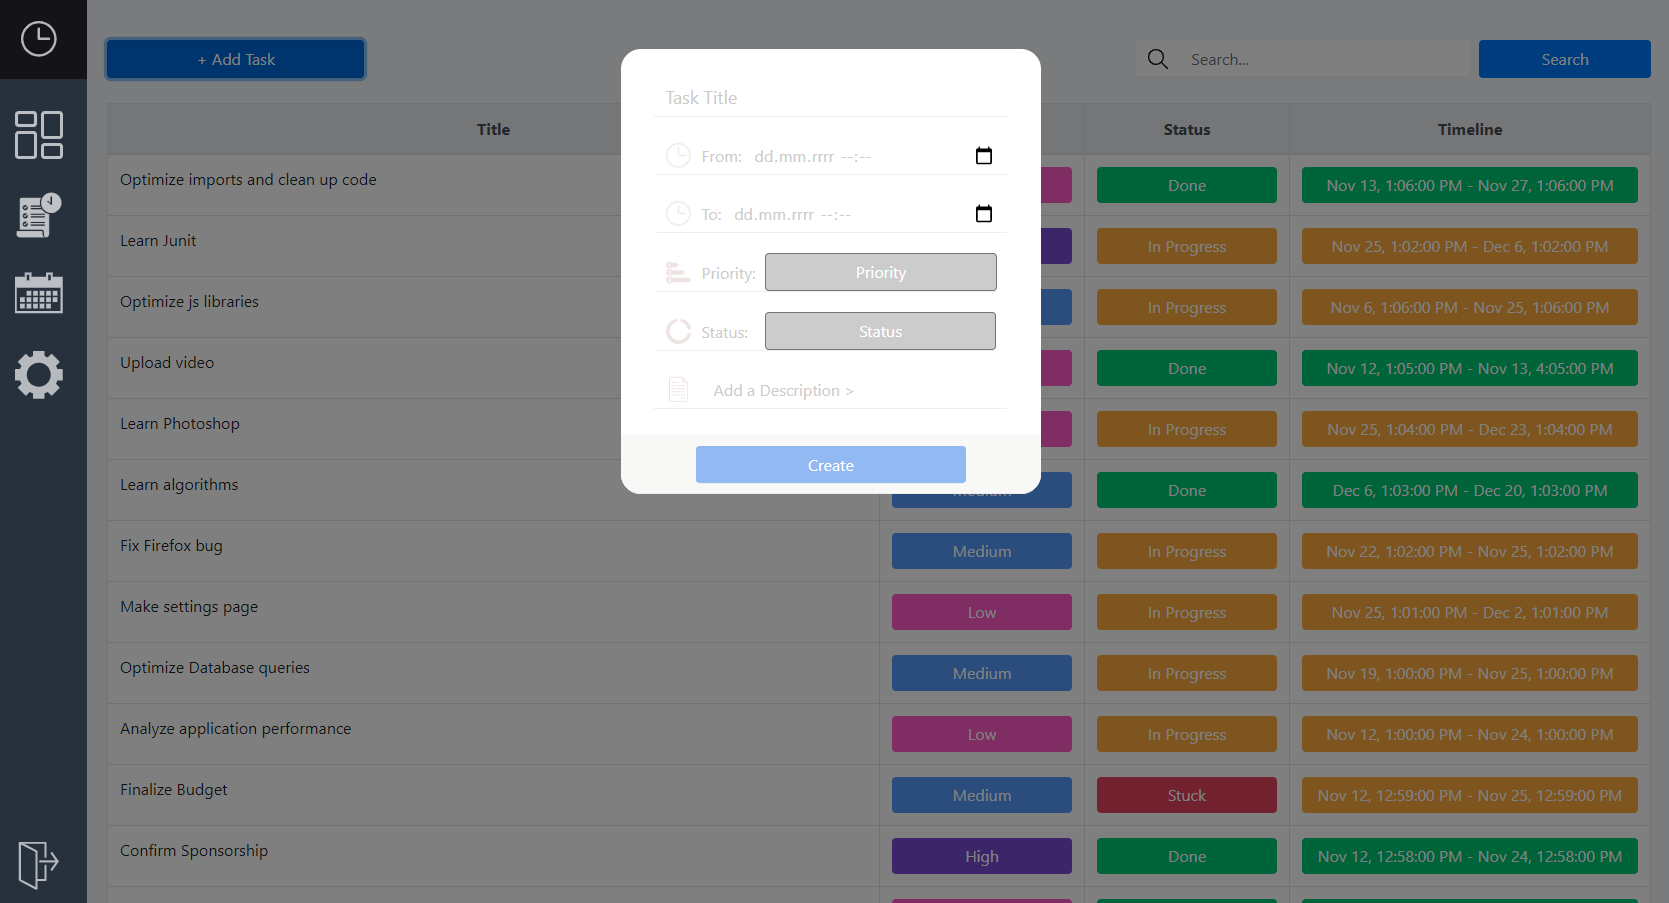 + Add Task
Search...
Search
Title
Status
Timeline
Task Title
From: dd.mm.rrrr --:--
To: dd.mm.rrrr --:--
Priority: Priority
Status: Status
Add a Description >
Create
Optimize imports and clean up code
Done
Nov 13, 1:06:00 PM - Nov 27, 1:06:00 PM
Learn Junit
In Progress
Nov 25, 1:02:00 PM - Dec 6, 1:02:00 PM
Optimize js libraries
In Progress
Nov 6, 1:06:00 PM - Nov 25, 1:06:00 PM
Upload video
Done
Nov 12, 1:05:00 PM - Nov 13, 4:05:00 PM
Learn Photoshop
In Progress
Nov 25, 1:04:00 PM - Dec 23, 1:04:00 PM
Learn algorithms
Medium
Done
Dec 6, 1:03:00 PM - Dec 20, 1:03:00 PM
Fix Firefox bug
Medium
In Progress
Nov 22, 1:02:00 PM - Nov 25, 1:02:00 PM
Make settings page
Low
In Progress
Nov 25, 1:01:00 PM - Dec 2, 1:01:00 PM
Optimize Database queries
Medium
In Progress
Nov 19, 1:00:00 PM - Nov 25, 1:00:00 PM
Analyze application performance
Low
In Progress
Nov 12, 1:00:00 PM - Nov 24, 1:00:00 PM
Finalize Budget
Medium
Stuck
Nov 12, 12:59:00 PM - Nov 25, 12:59:00 PM
Confirm Sponsorship
High
Done
Nov 12, 12:58:00 PM - Nov 24, 12:58:00 PM